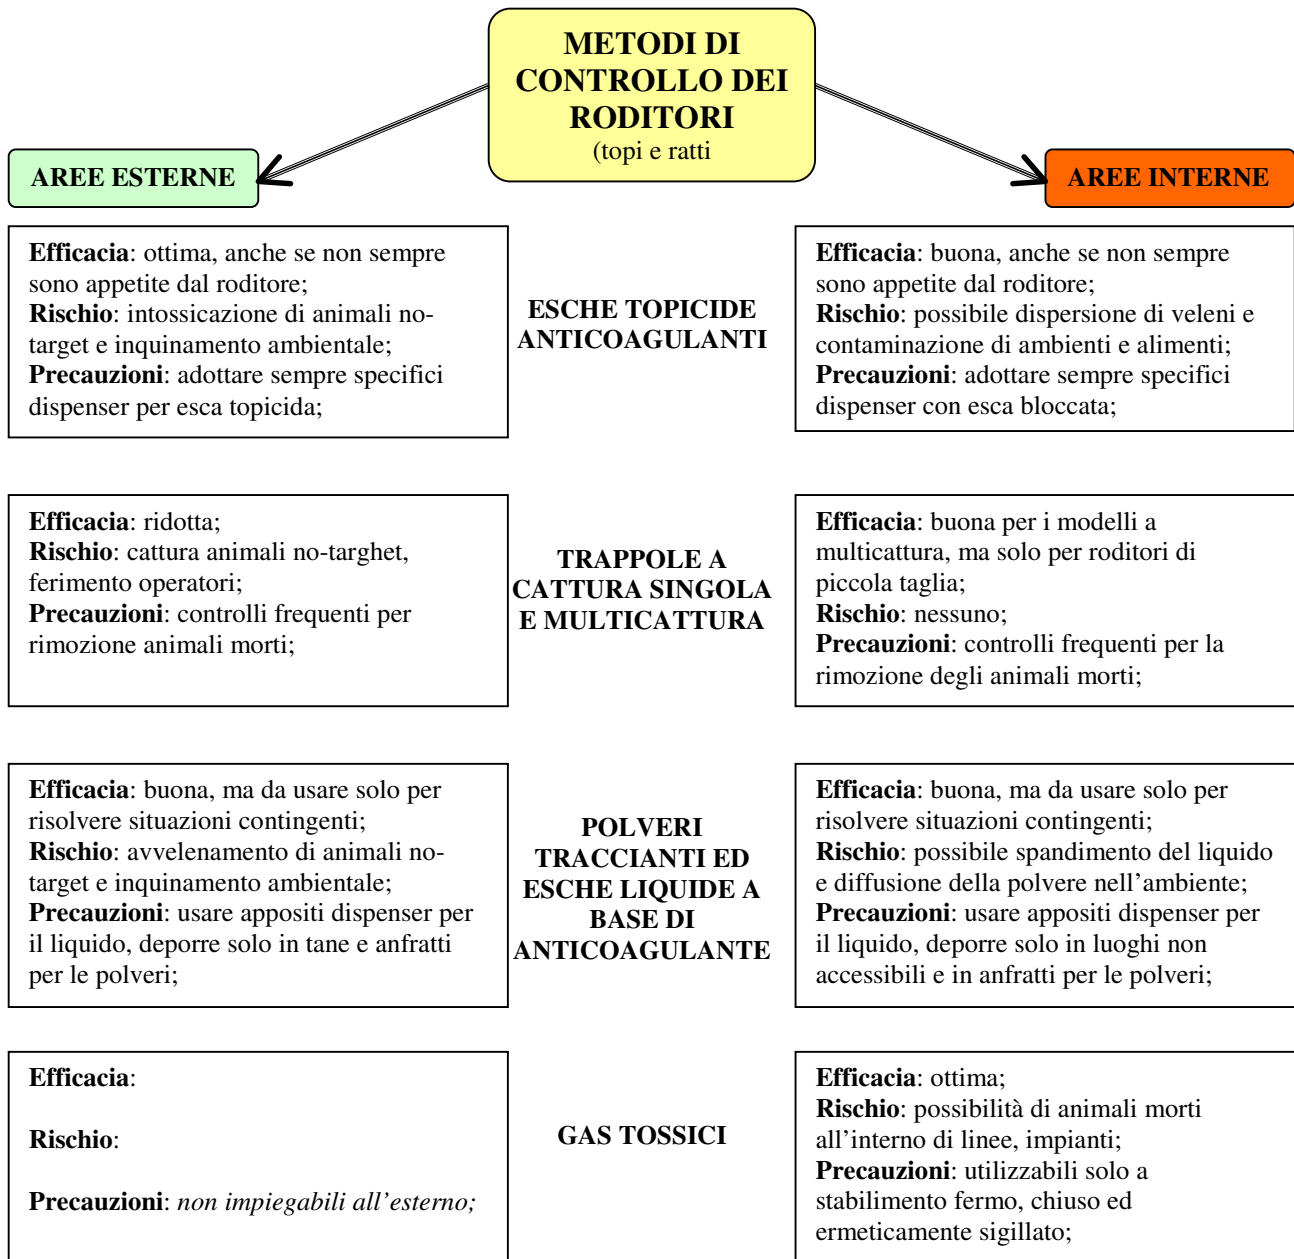 METODI DI
CONTROLLO DEI
RODITORI
(topi e ratti
AREE ESTERNE
AREE INTERNE
Efficacia: ottima, anche se non sempre
sono appetite dal roditore;
Rischio: intossicazione di animali no-
target e inquinamento ambientale;
Precauzioni: adottare sempre specifici
dispenser per esca topicida;
ESCHE TOPICIDE
ANTICOAGULANTI
Efficacia: buona, anche se non sempre
sono appetite dal roditore;
Rischio: possibile dispersione di veleni e
contaminazione di ambienti e alimenti;
Precauzioni: adottare sempre specifici
dispenser con esca bloccata;
Efficacia: ridotta;
Rischio: cattura animali no-targhet,
ferimento operatori;
Precauzioni: controlli frequenti per
rimozione animali morti;
TRAPPOLE A
CATTURA SINGOLA
E MULTICATTURA
Efficacia: buona per i modelli a
multicattura, ma solo per roditori di
piccola taglia;
Rischio: nessuno;
Precauzioni: controlli frequenti per la
rimozione degli animali morti;
Efficacia: buona, ma da usare solo per
risolvere situazioni contingenti;
Rischio: avvelenamento di animali no-
target e inquinamento ambientale;
Precauzioni: usare appositi dispenser per
il liquido, deporre solo in tane e anfratti
per le polveri;
POLVERI
TRACCIANTI ED
ESCHE LIQUIDE A
BASE DI
ANTICOAGULANTE
Efficacia: buona, ma da usare solo per
risolvere situazioni contingenti;
Rischio: possibile spandimento del liquido
e diffusione della polvere nell’ambiente;
Precauzioni: usare appositi dispenser per
il liquido, deporre solo in luoghi non
accessibili e in anfratti per le polveri;
Efficacia:
Rischio:
Precauzioni: non impiegabili all’esterno;
GAS TOSSICI
Efficacia: ottima;
Rischio: possibilità di animali morti
all’interno di linee, impianti;
Precauzioni: utilizzabili solo a
stabilimento fermo, chiuso ed
ermeticamente sigillato;